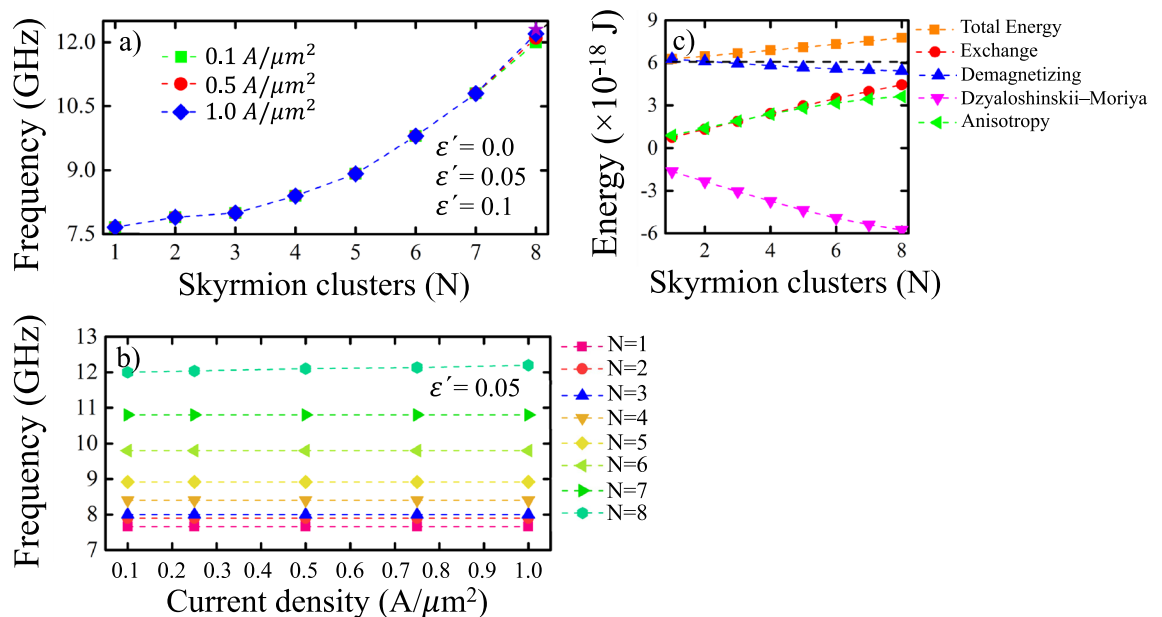 a)
0.1 A/μm²
0.5 A/μm²
1.0 A/μm²
ε´= 0.0
ε´= 0.05
ε´= 0.1
Frequency (GHz)
12.0
10.5
9.0
7.5
1 2 3 4 5 6 7 8
Skyrmion clusters (N)
c)
Energy (× 10⁻¹⁸ J)
9
6
3
0
-3
-6
2 4 6 8
Skyrmion clusters (N)
Total Energy
Exchange
Demagnetizing
Dzyaloshinskii–Moriya
Anisotropy
b)
ε´= 0.05
Frequency (GHz)
13
12
11
10
9
8
7
0.1 0.2 0.3 0.4 0.5 0.6 0.7 0.8 0.9 1.0
Current density (A/μm²)
N=1
N=2
N=3
N=4
N=5
N=6
N=7
N=8